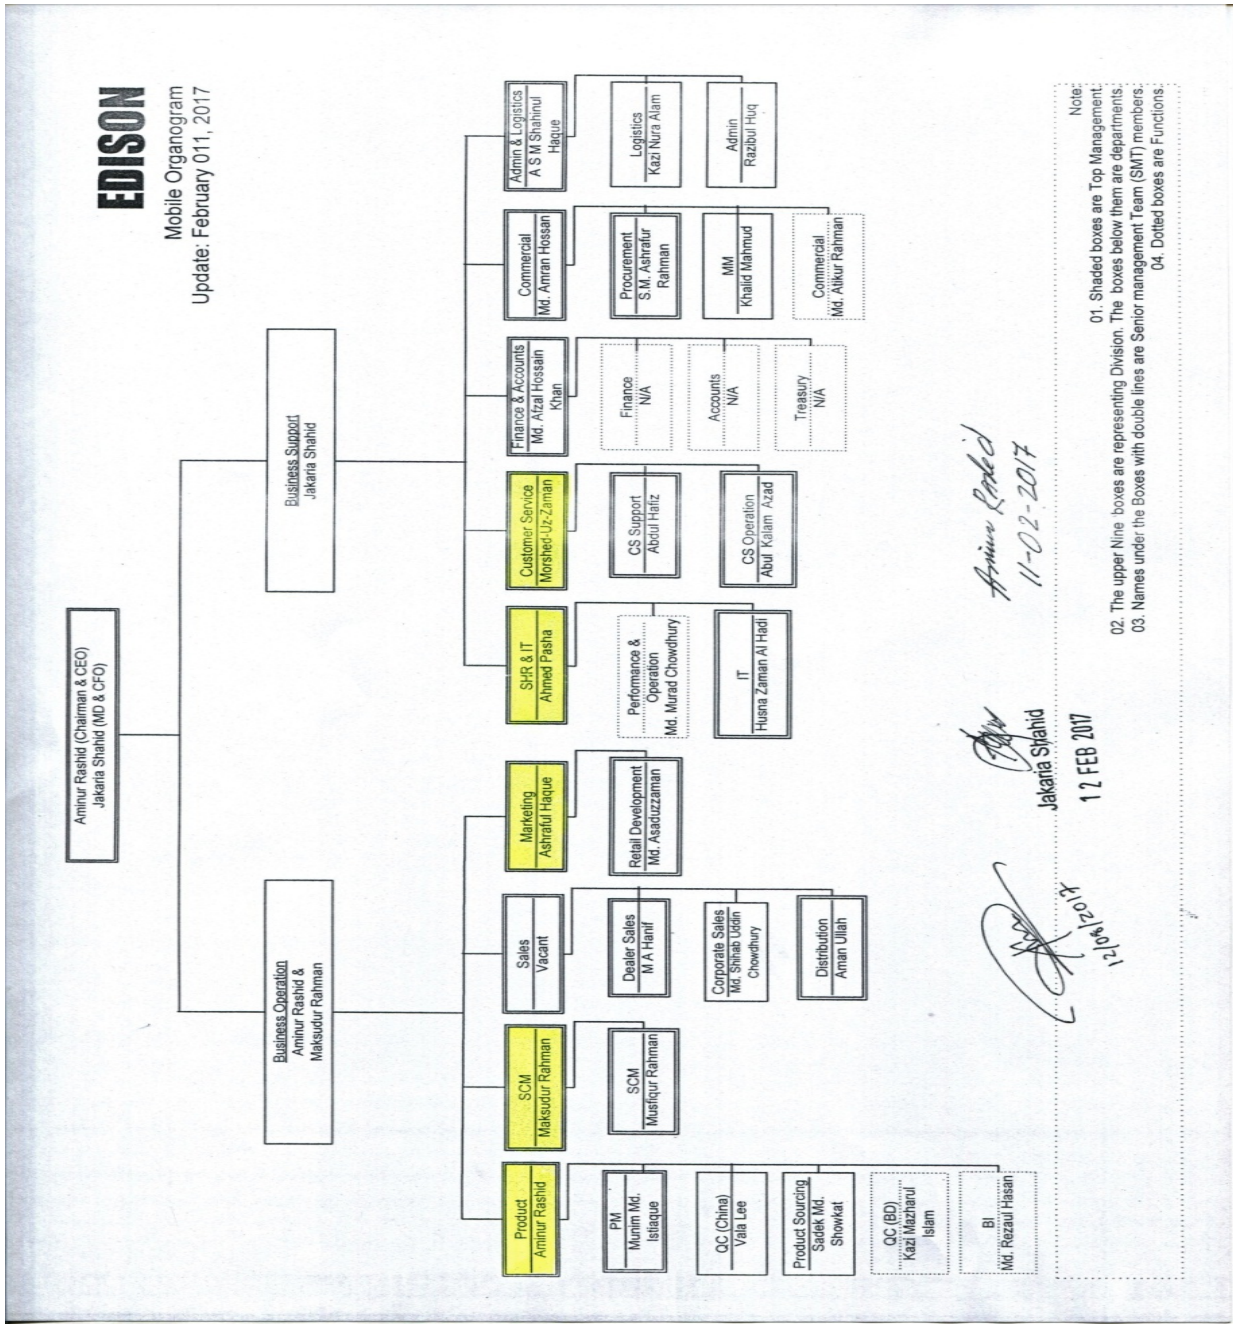 EDISON
Mobile Organogram
Update: February 011, 2017
Aminur Rashid (Chairman & CEO)
Jakaria Shahid (MD & CFO)
Business Operation
Aminur Rashid &
Maksudur Rahman
Business Support
Jakaria Shahid
Product
Aminur Rashid
SCM
Maksudur Rahman
Sales
Vacant
Marketing
Ashraful Haque
SHR & IT
Ahmed Pasha
Customer Service
Morshed-Uz-Zaman
Finance & Accounts
Md. Afzal Hossain
Khan
Commercial
Md. Amran Hossan
Admin & Logistics
A S M Shahinul
Haque
PM
Munim Md.
Istiaque
QC (China)
Vala Lee
Product Sourcing
Sadek Md.
Showkat
QC (BD)
Kazi Mazharul
Islam
BI
Md. Rezaul Hasan
SCM
Musfiqur Rahman
Dealer Sales
M A Hanif
Corporate Sales
Md. Shihab Uddin
Chowdhury
Distribution
Aman Ullah
Retail Development
Md. Asaduzzaman
Performance &
Operation
Md. Murad Chowdhury
IT
Husna Zaman Al Hadi
CS Support
Abdul Hafiz
CS Operation
Abul Kalam Azad
Finance
N/A
Accounts
N/A
Treasury
N/A
Procurement
S.M. Ashrafur
Rahman
MM
Khalid Mahmud
Commercial
Md. Atikur Rahman
Logistics
Kazi Nura Alam
Admin
Razibul Huq
12/02/2017
Jakaria Shahid
12 FEB 2017
Aminur Rashid
11-02-2017
Note:
01. Shaded boxes are Top Management.
02. The upper Nine boxes are representing Division. The boxes below them are departments.
03. Names under the Boxes with double lines are Senior management Team (SMT) members.
04. Dotted boxes are Functions.